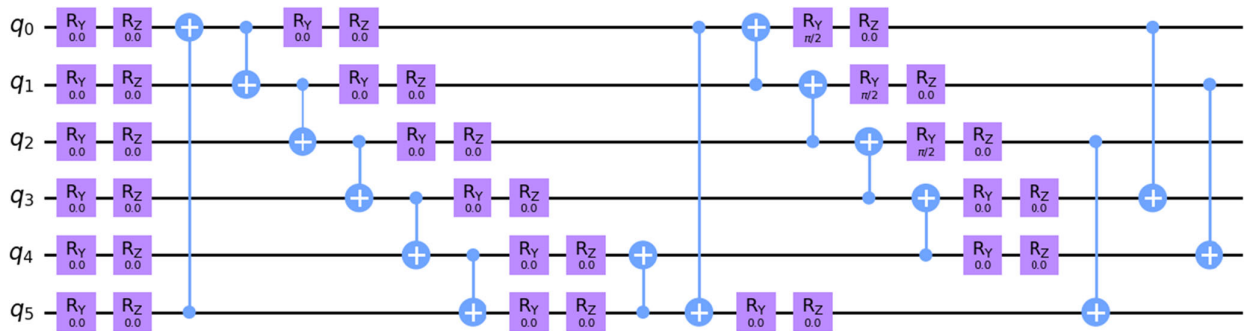 q0 RY 0.0 RZ 0.0 RY 0.0 RZ 0.0 RY π/2 RZ 0.0
q1 RY 0.0 RZ 0.0 RY 0.0 RZ 0.0 RY π/2 RZ 0.0
q2 RY 0.0 RZ 0.0 RY 0.0 RZ 0.0 RY π/2 RZ 0.0
q3 RY 0.0 RZ 0.0 RY 0.0 RZ 0.0 RY 0.0 RZ 0.0
q4 RY 0.0 RZ 0.0 RY 0.0 RZ 0.0 RY 0.0 RZ 0.0
q5 RY 0.0 RZ 0.0 RY 0.0 RZ 0.0 RY 0.0 RZ 0.0